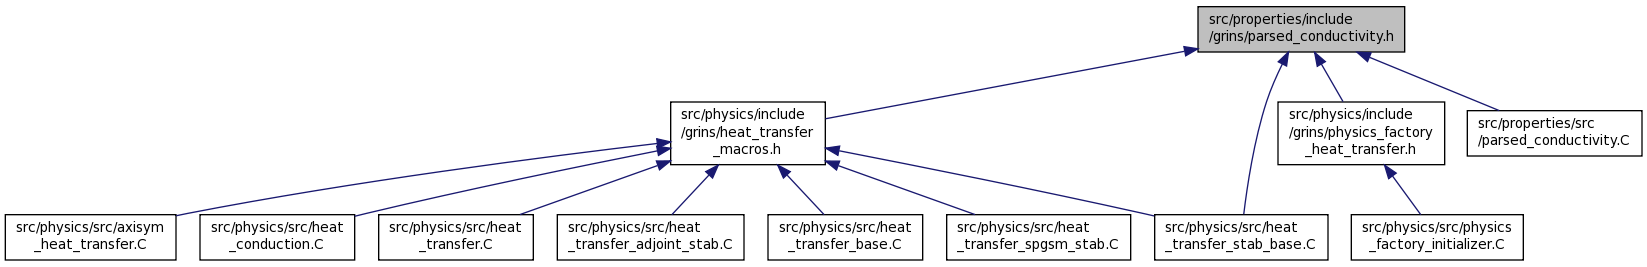 src/properties/include
/grins/parsed_conductivity.h
src/physics/include
/grins/heat_transfer
_macros.h
src/physics/include
/grins/physics_factory
_heat_transfer.h
src/properties/src
/parsed_conductivity.C
src/physics/src/axisym
_heat_transfer.C
src/physics/src/heat
_conduction.C
src/physics/src/heat
_transfer.C
src/physics/src/heat
_transfer_adjoint_stab.C
src/physics/src/heat
_transfer_base.C
src/physics/src/heat
_transfer_spgsm_stab.C
src/physics/src/heat
_transfer_stab_base.C
src/physics/src/physics
_factory_initializer.C